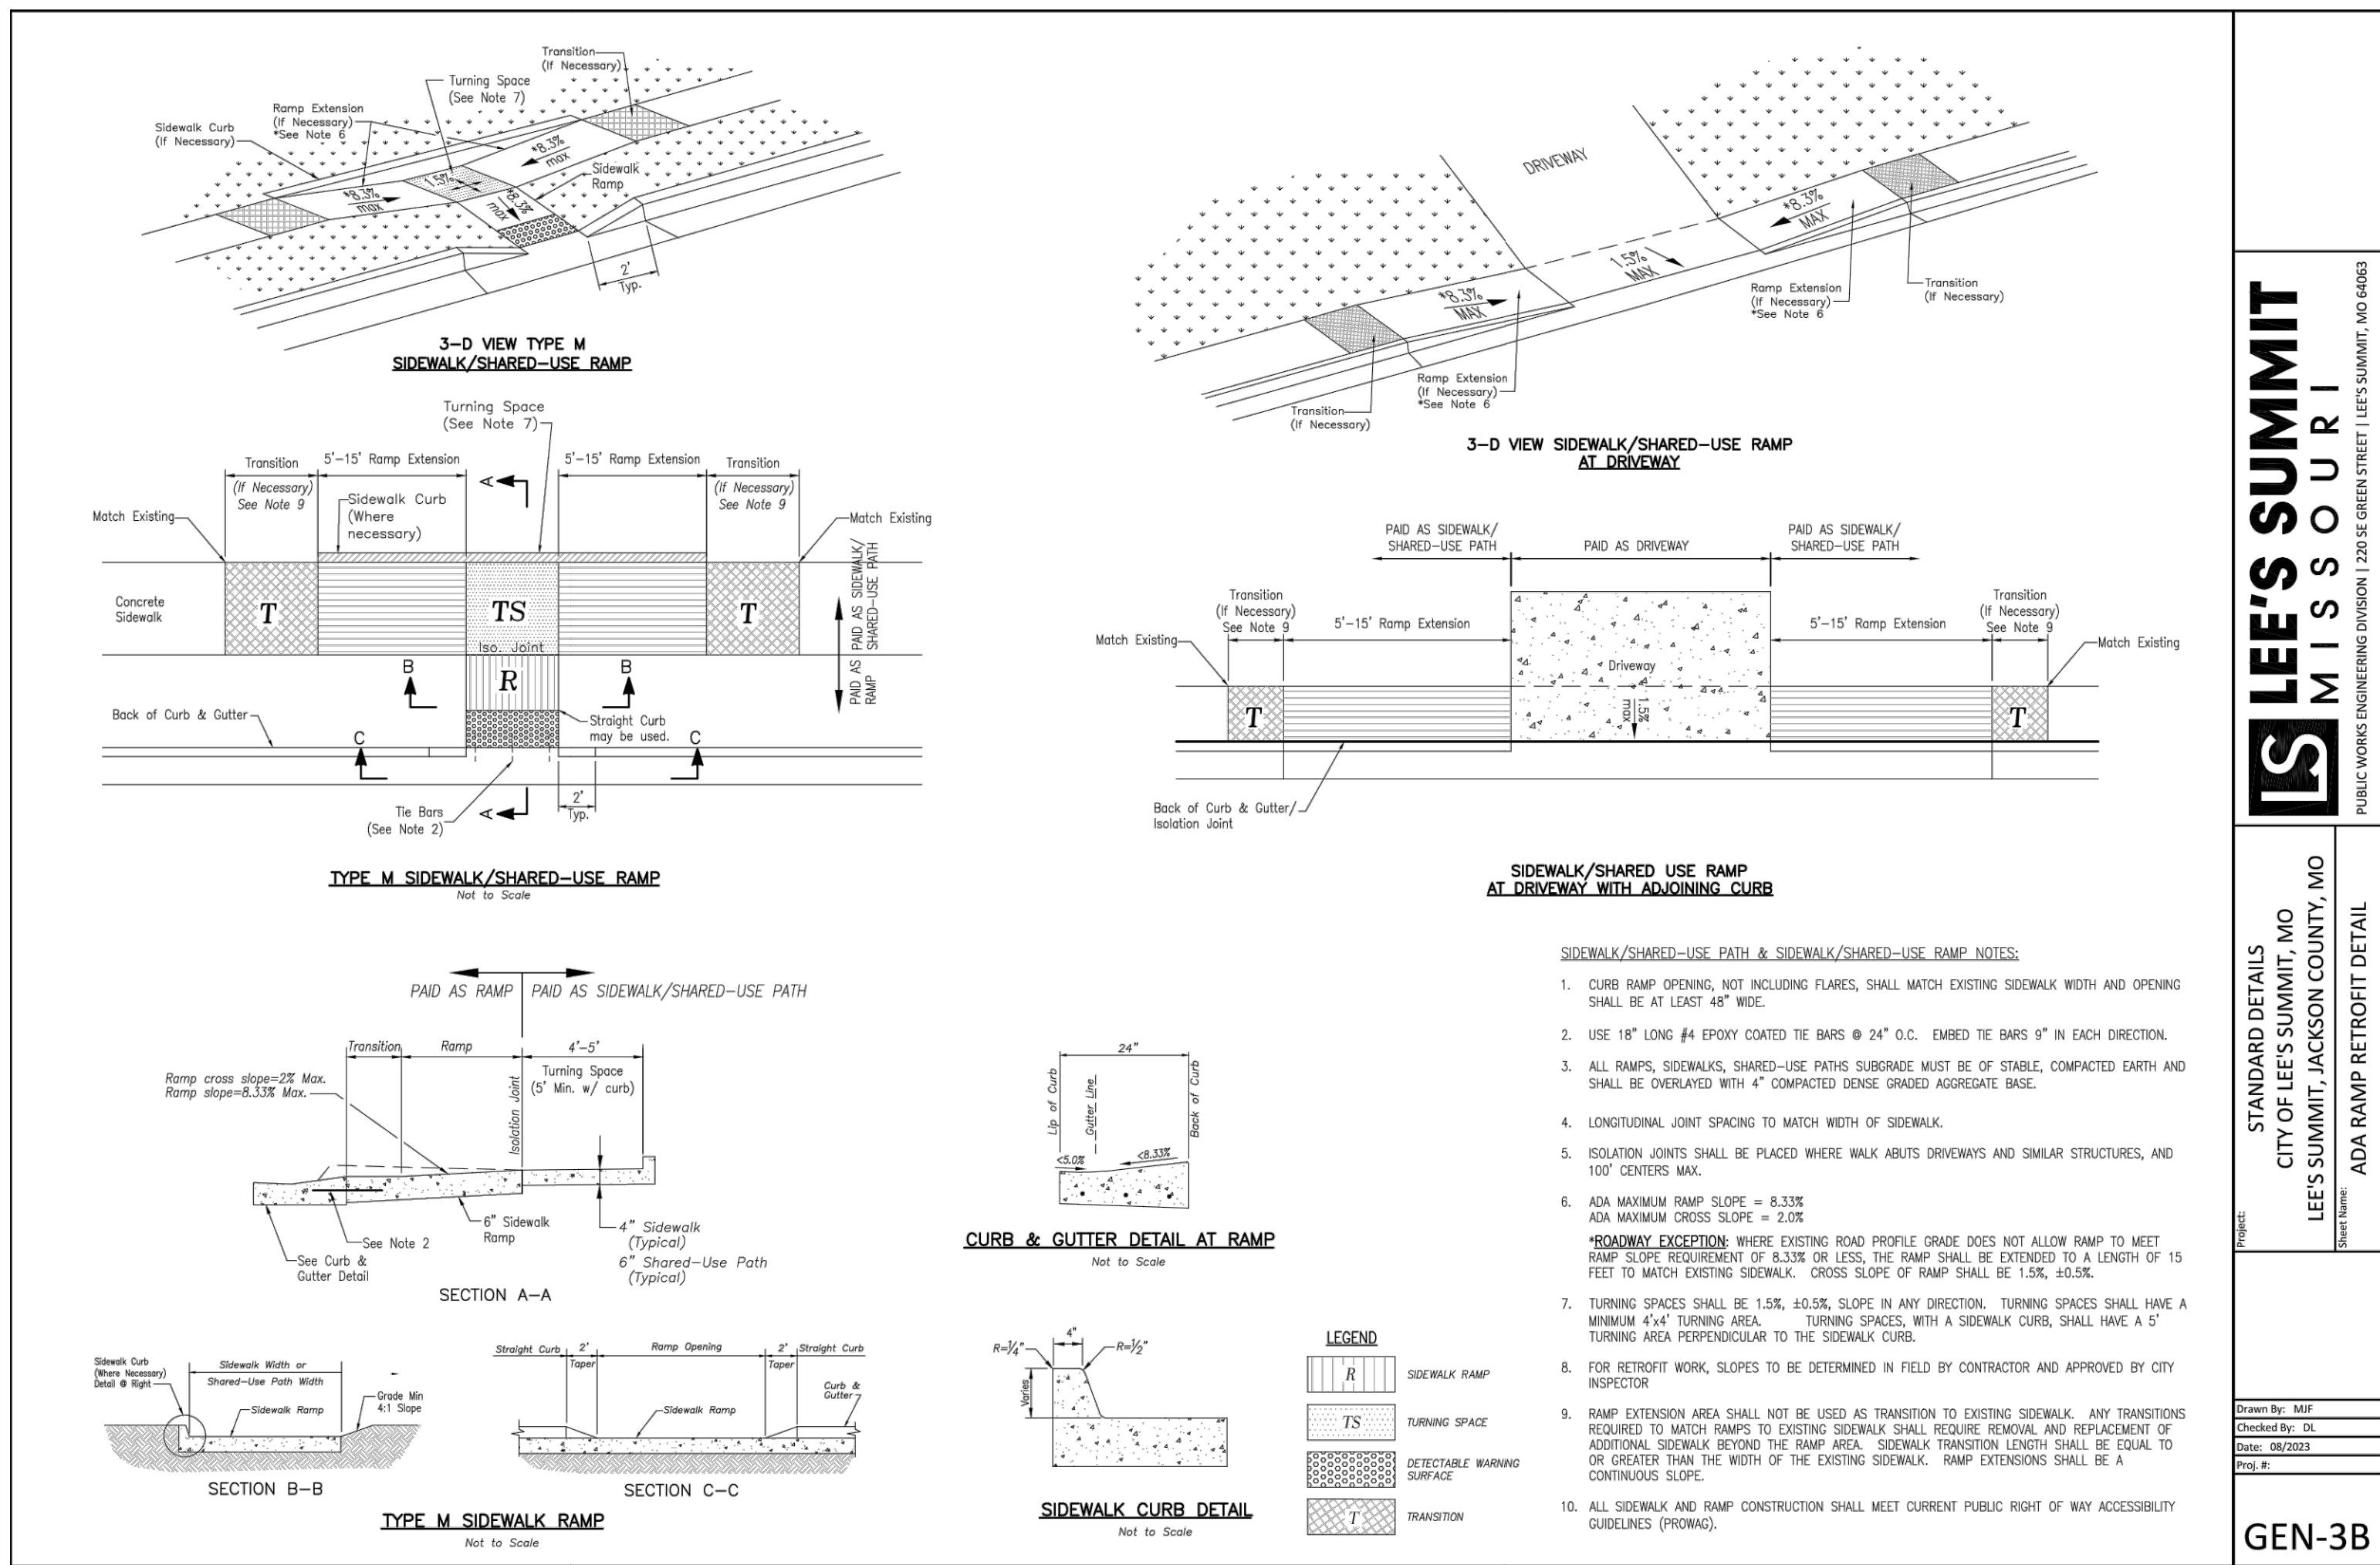 Transition
(If Necessary)
Turning Space
(See Note 7)
Ramp Extension
(If Necessary)
*See Note 6
Sidewalk Curb
(If Necessary)
*8.3%
max
1.5%
*8.3%
max
*8.3%
max
Sidewalk
Ramp
2'
Typ.
3-D VIEW TYPE M
SIDEWALK/SHARED-USE RAMP
DRIVEWAY
*8.3%
MAX
1.5%
MAX
*8.3%
MAX
Ramp Extension
(If Necessary)
*See Note 6
Transition
(If Necessary)
Ramp Extension
(If Necessary)
*See Note 6
Transition
(If Necessary)
3-D VIEW SIDEWALK/SHARED-USE RAMP
AT DRIVEWAY
Turning Space
(See Note 7)
Transition
(If Necessary)
See Note 9
5'-15' Ramp Extension
A
5'-15' Ramp Extension
Transition
(If Necessary)
See Note 9
Sidewalk Curb
(Where
necessary)
Match Existing
Match Existing
Concrete
Sidewalk
T
TS
T
Iso. Joint
PAID AS SIDEWALK/
SHARED-USE PATH
PAID AS
RAMP
B
R
B
Back of Curb & Gutter
Straight Curb
may be used.
C
C
Tie Bars
(See Note 2)
A
2'
Typ.
TYPE M SIDEWALK/SHARED-USE RAMP
Not to Scale
PAID AS SIDEWALK/
SHARED-USE PATH
PAID AS DRIVEWAY
PAID AS SIDEWALK/
SHARED-USE PATH
Transition
(If Necessary)
See Note 9
5'-15' Ramp Extension
5'-15' Ramp Extension
Transition
(If Necessary)
See Note 9
Match Existing
Match Existing
Driveway
1.5%
max
T
T
Back of Curb & Gutter/
Isolation Joint
SIDEWALK/SHARED USE RAMP
AT DRIVEWAY WITH ADJOINING CURB
PAID AS RAMP
PAID AS SIDEWALK/SHARED-USE PATH
Transition
Ramp
4'-5'
Turning Space
(5' Min. w/ curb)
Ramp cross slope=2% Max.
Ramp slope=8.33% Max.
Isolation Joint
6" Sidewalk
Ramp
See Note 2
See Curb &
Gutter Detail
4" Sidewalk
(Typical)
6" Shared-Use Path
(Typical)
SECTION A-A
24"
Lip of Curb
Gutter Line
Back of Curb
<5.0%
<8.33%
CURB & GUTTER DETAIL AT RAMP
Not to Scale
Sidewalk Curb
(Where Necessary)
Detail @ Right
Sidewalk Width or
Shared-Use Path Width
Sidewalk Ramp
Grade Min
4:1 Slope
SECTION B-B
Straight Curb
2'
Taper
Ramp Opening
2'
Taper
Straight Curb
Curb &
Gutter
Sidewalk Ramp
SECTION C-C
TYPE M SIDEWALK RAMP
Not to Scale
4"
R=1/4"
R=1/2"
Varies
SIDEWALK CURB DETAIL
Not to Scale
LEGEND
R SIDEWALK RAMP
TS TURNING SPACE
DETECTABLE WARNING
SURFACE
T TRANSITION
SIDEWALK/SHARED-USE PATH & SIDEWALK/SHARED-USE RAMP NOTES:
1. CURB RAMP OPENING, NOT INCLUDING FLARES, SHALL MATCH EXISTING SIDEWALK WIDTH AND OPENING
SHALL BE AT LEAST 48" WIDE.
2. USE 18" LONG #4 EPOXY COATED TIE BARS @ 24" O.C. EMBED TIE BARS 9" IN EACH DIRECTION.
3. ALL RAMPS, SIDEWALKS, SHARED-USE PATHS SUBGRADE MUST BE OF STABLE, COMPACTED EARTH AND
SHALL BE OVERLAYED WITH 4" COMPACTED DENSE GRADED AGGREGATE BASE.
4. LONGITUDINAL JOINT SPACING TO MATCH WIDTH OF SIDEWALK.
5. ISOLATION JOINTS SHALL BE PLACED WHERE WALK ABUTS DRIVEWAYS AND SIMILAR STRUCTURES, AND
100' CENTERS MAX.
6. ADA MAXIMUM RAMP SLOPE = 8.33%
ADA MAXIMUM CROSS SLOPE = 2.0%
*ROADWAY EXCEPTION: WHERE EXISTING ROAD PROFILE GRADE DOES NOT ALLOW RAMP TO MEET
RAMP SLOPE REQUIREMENT OF 8.33% OR LESS, THE RAMP SHALL BE EXTENDED TO A LENGTH OF 15
FEET TO MATCH EXISTING SIDEWALK. CROSS SLOPE OF RAMP SHALL BE 1.5%, ±0.5%.
7. TURNING SPACES SHALL BE 1.5%, ±0.5%, SLOPE IN ANY DIRECTION. TURNING SPACES SHALL HAVE A
MINIMUM 4'x4' TURNING AREA. TURNING SPACES, WITH A SIDEWALK CURB, SHALL HAVE A 5'
TURNING AREA PERPENDICULAR TO THE SIDEWALK CURB.
8. FOR RETROFIT WORK, SLOPES TO BE DETERMINED IN FIELD BY CONTRACTOR AND APPROVED BY CITY
INSPECTOR
9. RAMP EXTENSION AREA SHALL NOT BE USED AS TRANSITION TO EXISTING SIDEWALK. ANY TRANSITIONS
REQUIRED TO MATCH RAMPS TO EXISTING SIDEWALK SHALL REQUIRE REMOVAL AND REPLACEMENT OF
ADDITIONAL SIDEWALK BEYOND THE RAMP AREA. SIDEWALK TRANSITION LENGTH SHALL BE EQUAL TO
OR GREATER THAN THE WIDTH OF THE EXISTING SIDEWALK. RAMP EXTENSIONS SHALL BE A
CONTINUOUS SLOPE.
10. ALL SIDEWALK AND RAMP CONSTRUCTION SHALL MEET CURRENT PUBLIC RIGHT OF WAY ACCESSIBILITY
GUIDELINES (PROWAG).
LS
LEE'S SUMMIT
MISSOURI
PUBLIC WORKS ENGINEERING DIVISION | 220 SE GREEN STREET | LEE'S SUMMIT, MO 64063
Project:
STANDARD DETAILS
CITY OF LEE'S SUMMIT, MO
LEE'S SUMMIT, JACKSON COUNTY, MO
Sheet Name:
ADA RAMP RETROFIT DETAIL
Drawn By: MJF
Checked By: DL
Date: 08/2023
Proj. #:
GEN-3B